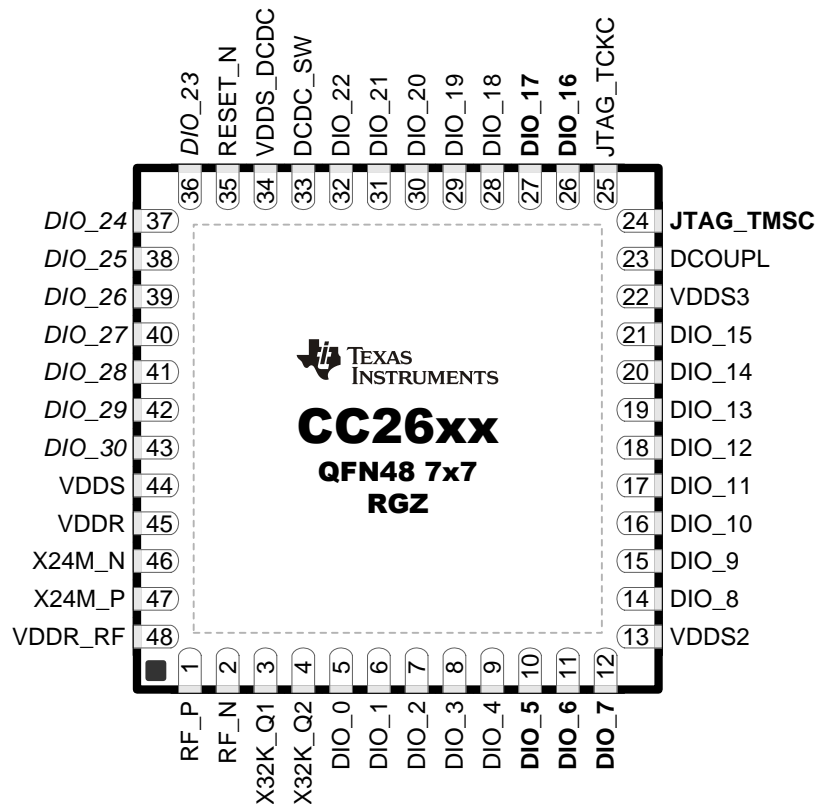 DIO_23
RESET_N
VDDS_DCDC
DCDC_SW
DIO_22
DIO_21
DIO_20
DIO_19
DIO_18
DIO_17
DIO_16
JTAG_TCKC
36
35
34
33
32
31
30
29
28
27
26
25
DIO_24 37
DIO_25 38
DIO_26 39
DIO_27 40
DIO_28 41
DIO_29 42
DIO_30 43
VDDS 44
VDDR 45
X24M_N 46
X24M_P 47
VDDR_RF 48
TEXAS
INSTRUMENTS
CC26xx
QFN48 7x7
RGZ
24 JTAG_TMSC
23 DCOUPL
22 VDDS3
21 DIO_15
20 DIO_14
19 DIO_13
18 DIO_12
17 DIO_11
16 DIO_10
15 DIO_9
14 DIO_8
13 VDDS2
1
2
3
4
5
6
7
8
9
10
11
12
RF_P
RF_N
X32K_Q1
X32K_Q2
DIO_0
DIO_1
DIO_2
DIO_3
DIO_4
DIO_5
DIO_6
DIO_7